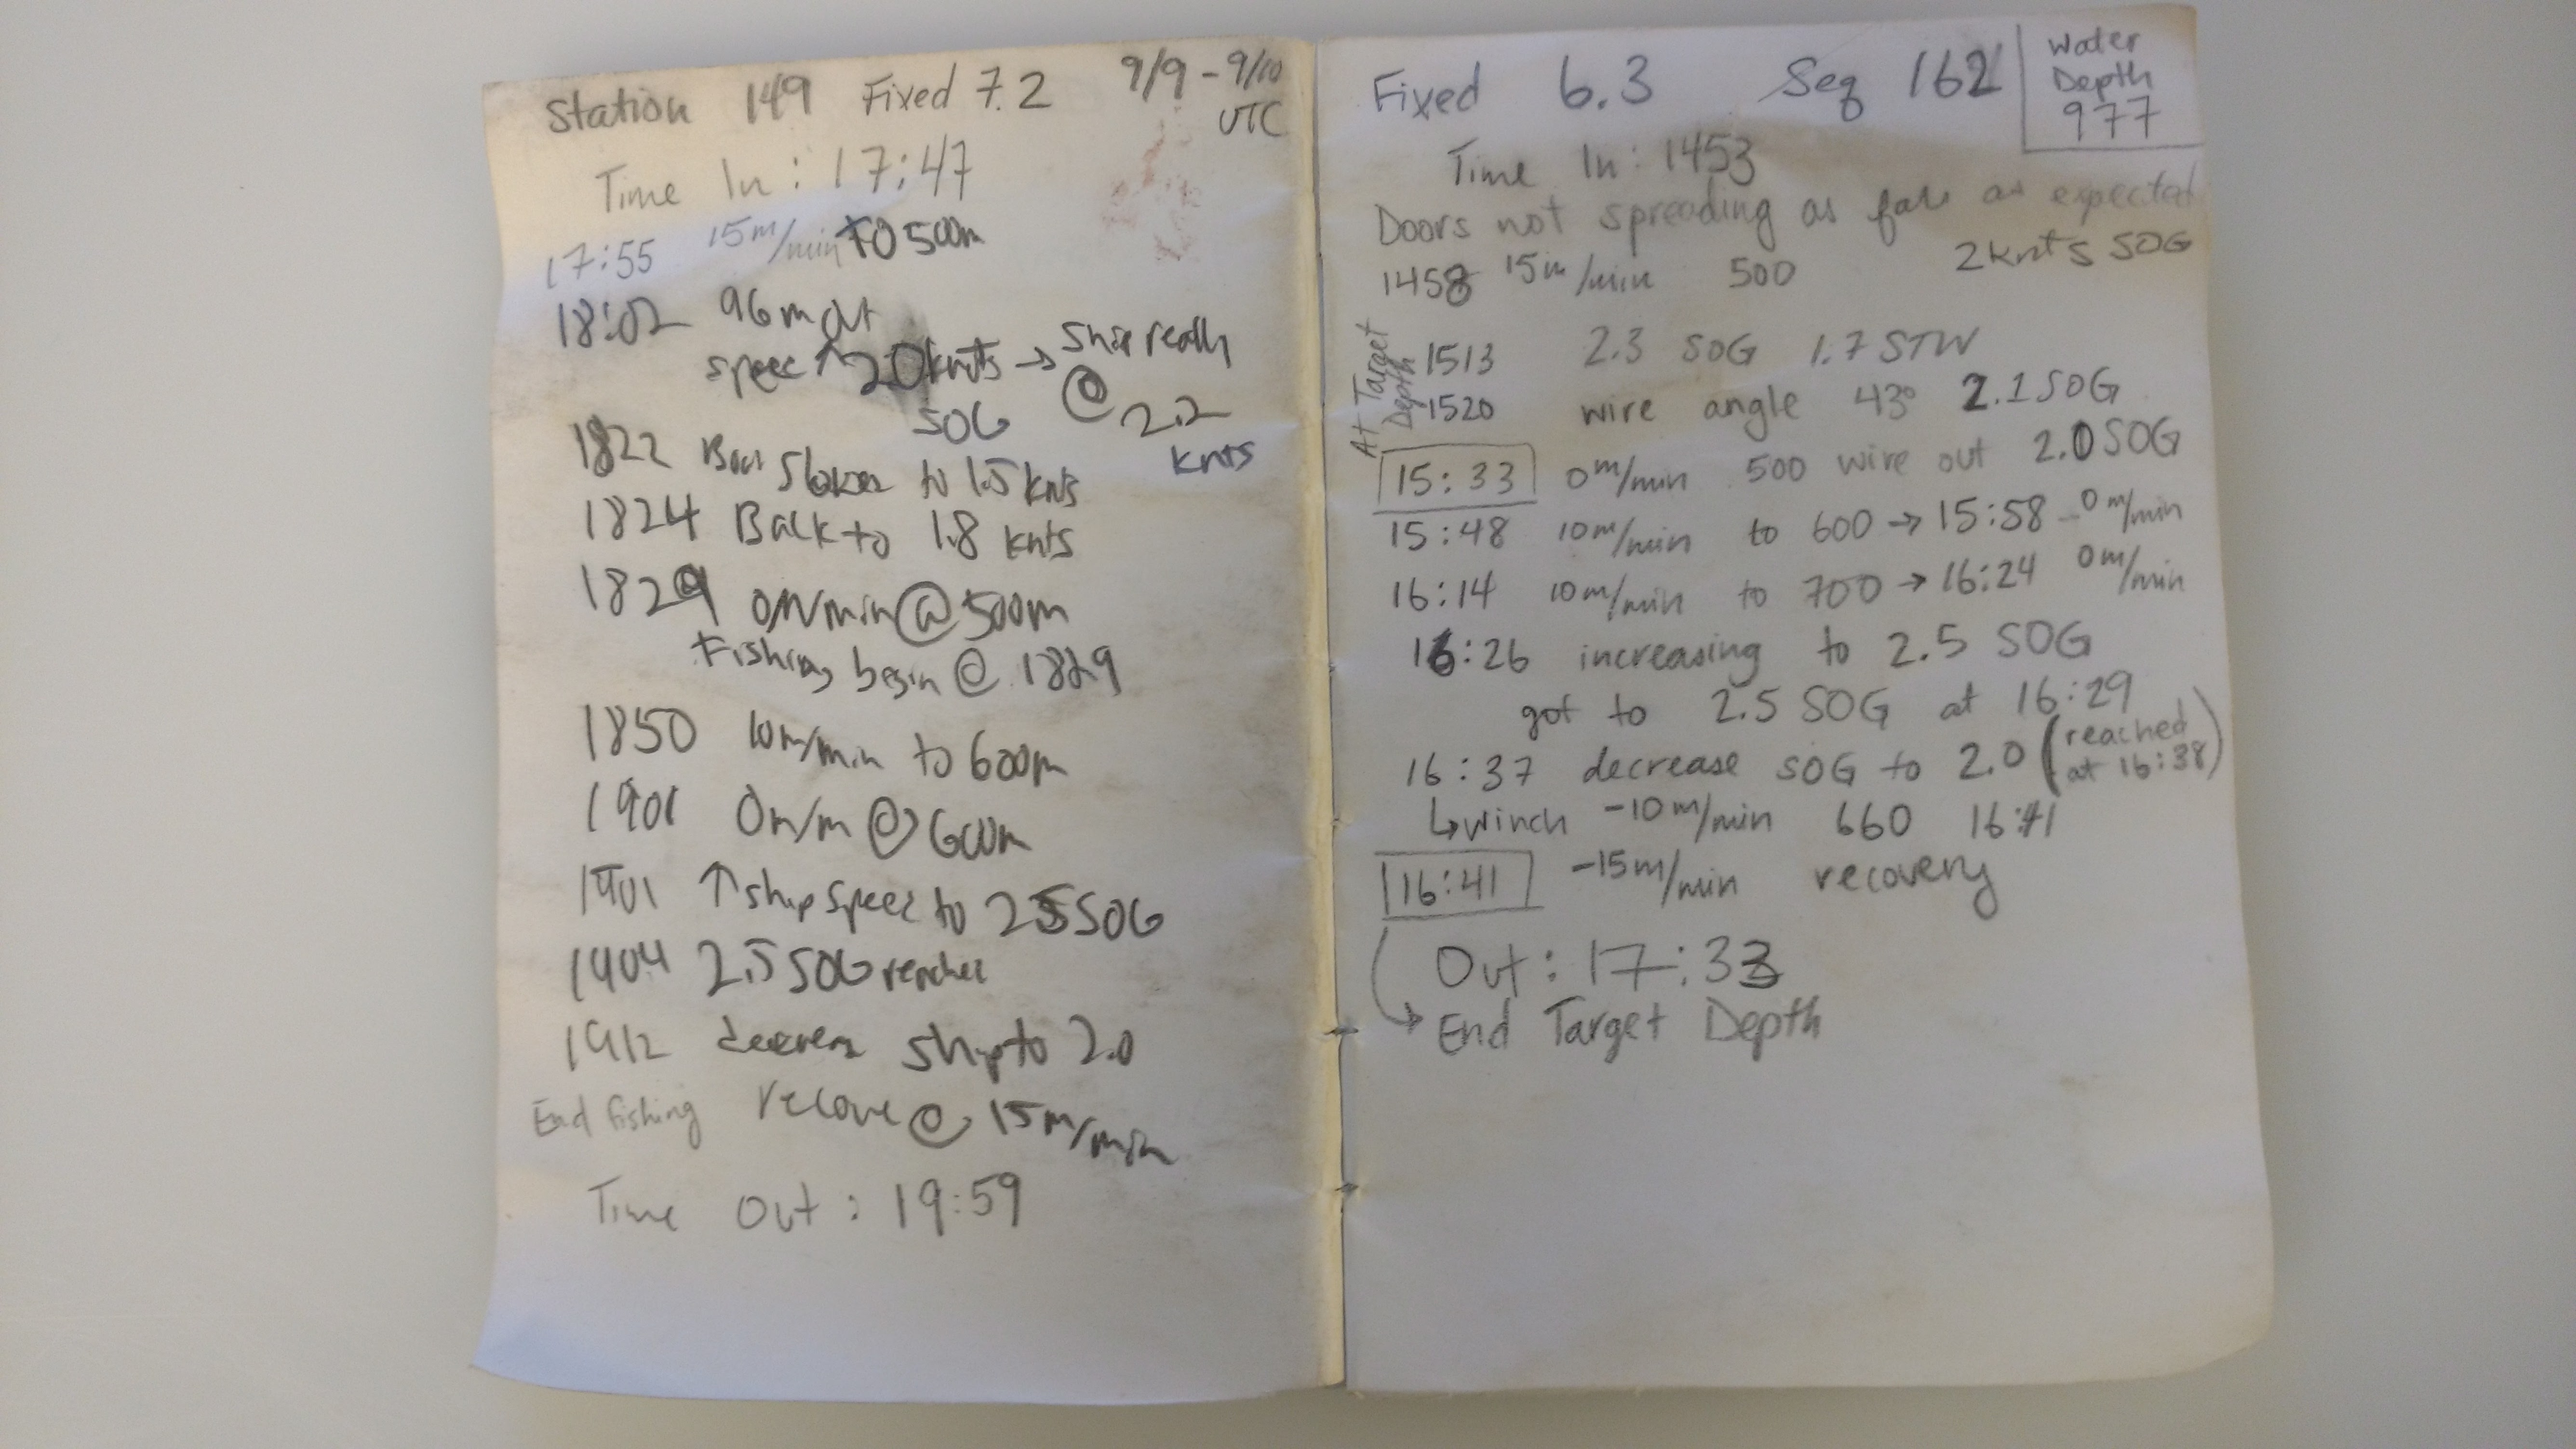 Station 149 Fixed 7.2 9/9 - 9/10
UTC
Time In: 17:47
17:55 15m/min TO 500m
18:02 96m out
speed ↑ 2.0 knts → Ship really
SOG @ 2.2
knts
1822 slower to 1.5 knts
1824 Back to 1.8 knts
1829 0m/min @ 500m
Fishing begin @ 1829
1850 10m/min to 600m
1901 0m/m @ 600m
1901 ↑ ship speed to 2.5 SOG
1904 2.5 SOG reached
1912 ship to 2.0
End fishing @ 15m/min
Time Out: 19:59
Fixed 6.3 Seq 162
Water
Depth
977
Time In: 1453
Doors not spreading as far as expected
1458 15m/min 500 2 knts SOG
At Target
Depth
1513 2.3 SOG 1.7 STW
1520 wire angle 43° 2.1 SOG
15:33 0m/min 500 wire out 2.0 SOG
15:48 10m/min to 600 → 15:58 - 0m/min
16:14 10m/min to 700 → 16:24 0m/min
16:26 increasing to 2.5 SOG
got to 2.5 SOG at 16:29
16:37 decrease SOG to 2.0 (reached
at 16:38)
↳ winch -10m/min 660 16:41
16:41 -15m/min recovery
Out: 17:33
→ End Target Depth